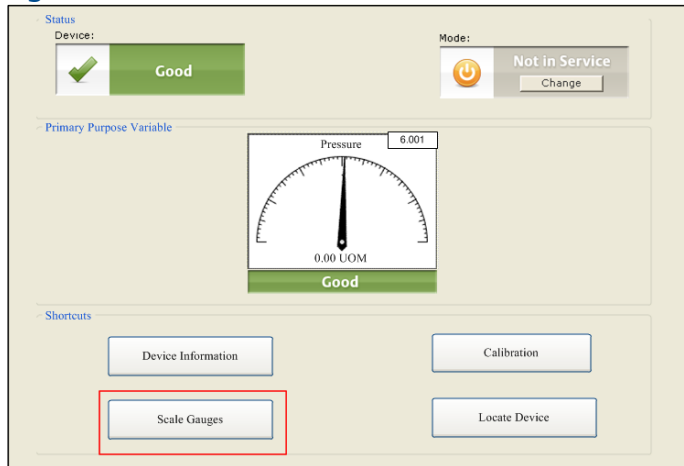 Status
Device:
Good
Mode:
Not in Service
Change
Primary Purpose Variable
Pressure
6.001
0.00 UOM
Good
Shortcuts
Device Information
Calibration
Scale Gauges
Locate Device